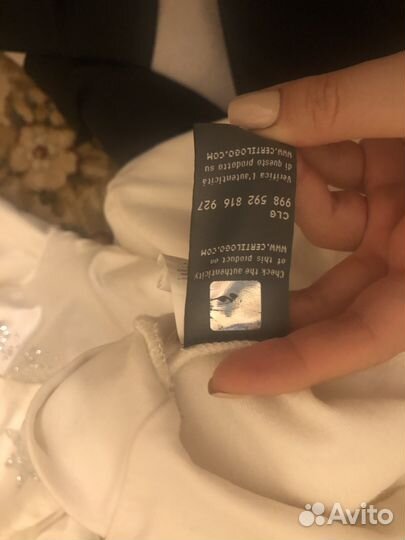 Check the authenticity
of this product on
WWW.CERTILOGO.COM
CLG
998 592 816 927
Verifica l'autenticità
di questo prodotto su
WWW.CERTILOGO.COM
Avito